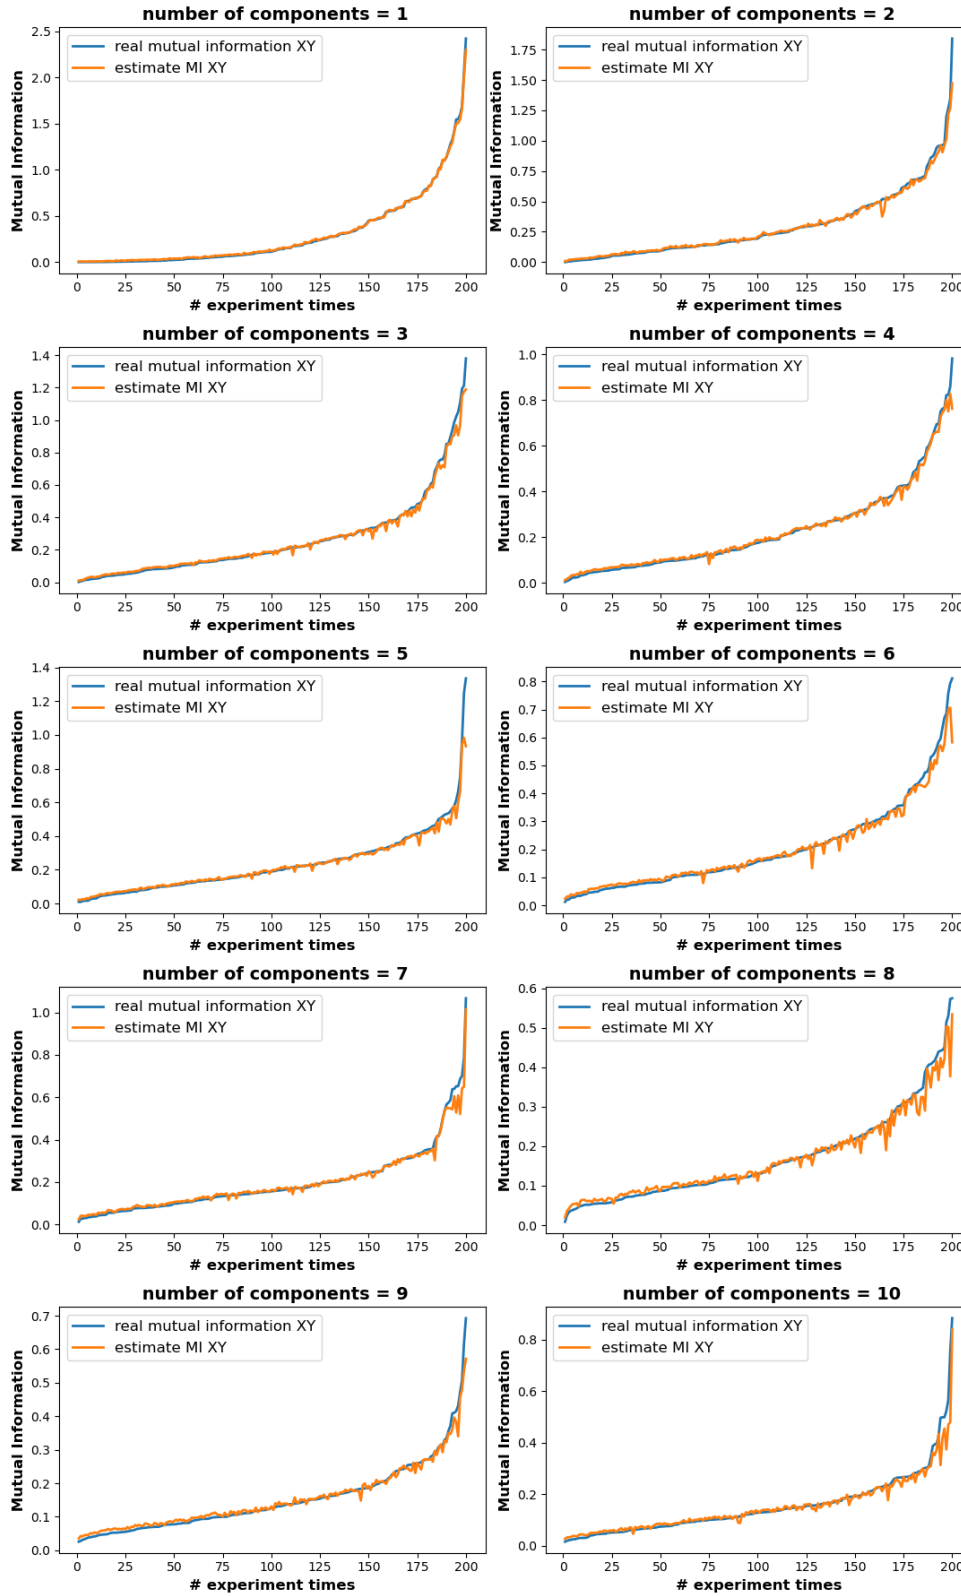 number of components = 1
real mutual information XY
estimate MI XY
Mutual Information
2.5
2.0
1.5
1.0
0.5
0.0
0 25 50 75 100 125 150 175 200
# experiment times
number of components = 2
real mutual information XY
estimate MI XY
Mutual Information
1.75
1.50
1.25
1.00
0.75
0.50
0.25
0.00
0 25 50 75 100 125 150 175 200
# experiment times
number of components = 3
real mutual information XY
estimate MI XY
Mutual Information
1.4
1.2
1.0
0.8
0.6
0.4
0.2
0.0
0 25 50 75 100 125 150 175 200
# experiment times
number of components = 4
real mutual information XY
estimate MI XY
Mutual Information
1.0
0.8
0.6
0.4
0.2
0.0
0 25 50 75 100 125 150 175 200
# experiment times
number of components = 5
real mutual information XY
estimate MI XY
Mutual Information
1.4
1.2
1.0
0.8
0.6
0.4
0.2
0.0
0 25 50 75 100 125 150 175 200
# experiment times
number of components = 6
real mutual information XY
estimate MI XY
Mutual Information
0.8
0.7
0.6
0.5
0.4
0.3
0.2
0.1
0.0
0 25 50 75 100 125 150 175 200
# experiment times
number of components = 7
real mutual information XY
estimate MI XY
Mutual Information
1.0
0.8
0.6
0.4
0.2
0.0
0 25 50 75 100 125 150 175 200
# experiment times
number of components = 8
real mutual information XY
estimate MI XY
Mutual Information
0.6
0.5
0.4
0.3
0.2
0.1
0.0
0 25 50 75 100 125 150 175 200
# experiment times
number of components = 9
real mutual information XY
estimate MI XY
Mutual Information
0.7
0.6
0.5
0.4
0.3
0.2
0.1
0.0
0 25 50 75 100 125 150 175 200
# experiment times
number of components = 10
real mutual information XY
estimate MI XY
Mutual Information
0.8
0.6
0.4
0.2
0.0
0 25 50 75 100 125 150 175 200
# experiment times